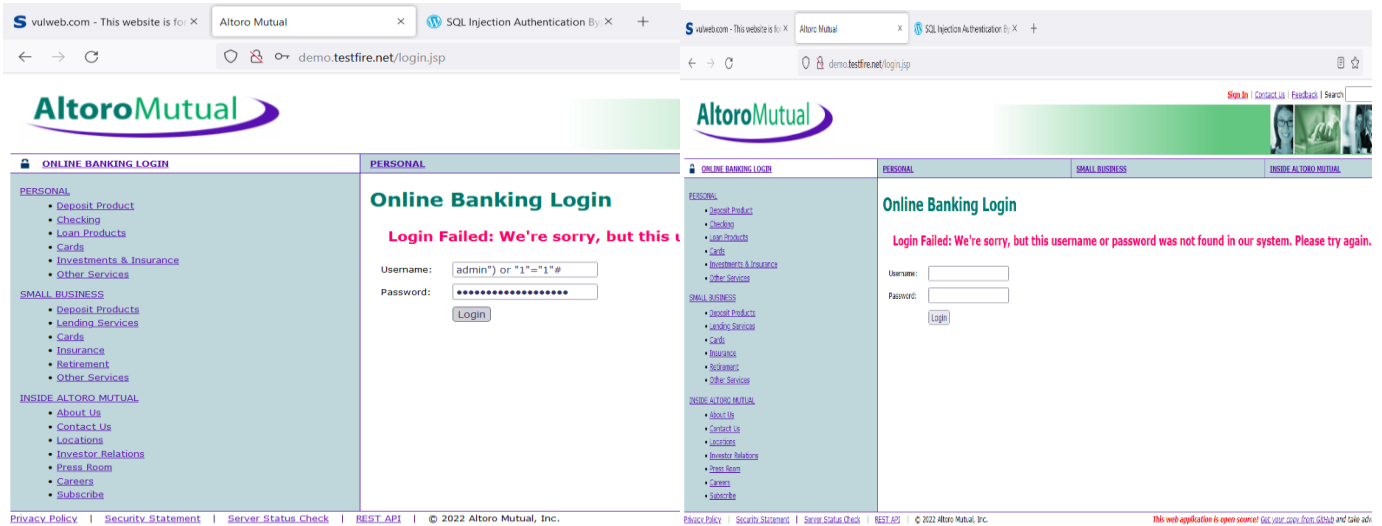 vulweb.com - This website is for
Altoro Mutual
SQL Injection Authentication By
demo.testfire.net/login.jsp
AltoroMutual
ONLINE BANKING LOGIN
PERSONAL
PERSONAL
Deposit Product
Checking
Loan Products
Cards
Investments & Insurance
Other Services
SMALL BUSINESS
Deposit Products
Lending Services
Cards
Insurance
Retirement
Other Services
INSIDE ALTORO MUTUAL
About Us
Contact Us
Locations
Investor Relations
Press Room
Careers
Subscribe
Online Banking Login
Login Failed: We're sorry, but this u
Username: admin") or "1"="1"#
Password: ••••••••••••••••••
Login
Privacy Policy | Security Statement | Server Status Check | REST API | © 2022 Altoro Mutual, Inc.
vulweb.com - This website is for
Altoro Mutual
SQL Injection Authentication By
demo.testfire.net/login.jsp
Sign In | Contact Us | Feedback | Search
AltoroMutual
ONLINE BANKING LOGIN
PERSONAL
SMALL BUSINESS
INSIDE ALTORO MUTUAL
PERSONAL
Deposit Product
Checking
Loan Products
Cards
Investments & Insurance
Other Services
SMALL BUSINESS
Deposit Products
Lending Services
Cards
Insurance
Retirement
Other Services
INSIDE ALTORO MUTUAL
About Us
Contact Us
Locations
Investor Relations
Press Room
Careers
Subscribe
Online Banking Login
Login Failed: We're sorry, but this username or password was not found in our system. Please try again.
Username:
Password:
Login
Privacy Policy | Security Statement | Server Status Check | REST API | © 2022 Altoro Mutual, Inc.
This web application is open source! Get your copy from GitHub and take adv